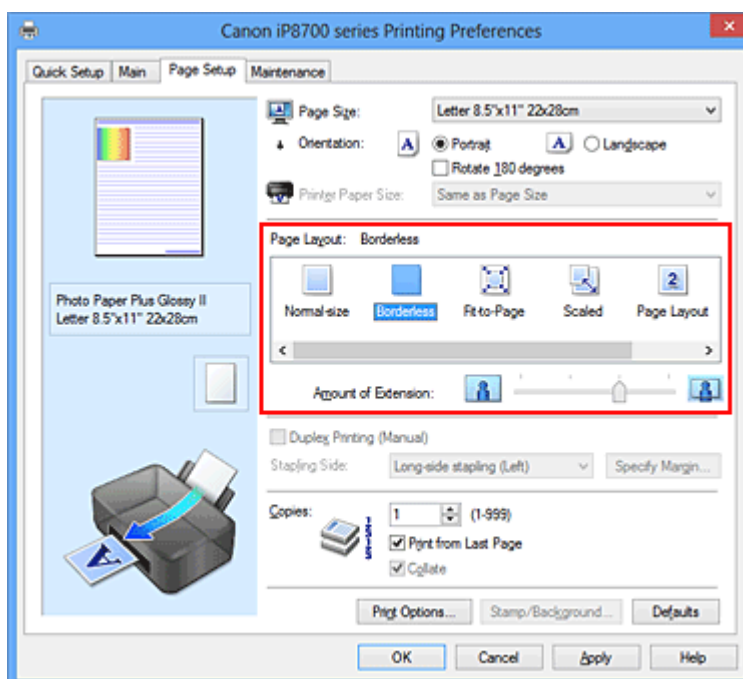 Canon iP8700 series Printing Preferences
Quick Setup Main Page Setup Maintenance
Page Size: Letter 8.5"x11" 22x28cm
Orientation: A Portrait A Landscape
Rotate 180 degrees
Printer Paper Size: Same as Page Size
Page Layout: Borderless
2
Normal-size Borderless Fit-to-Page Scaled Page Layout
Amount of Extension:
Photo Paper Plus Glossy II
Letter 8.5"x11" 22x28cm
A
Duplex Printing (Manual)
Stapling Side: Long-side stapling (Left) Specify Margin...
Copies: 1 (1-999)
Print from Last Page
Collate
Print Options... Stamp/Background... Defaults
OK Cancel Apply Help